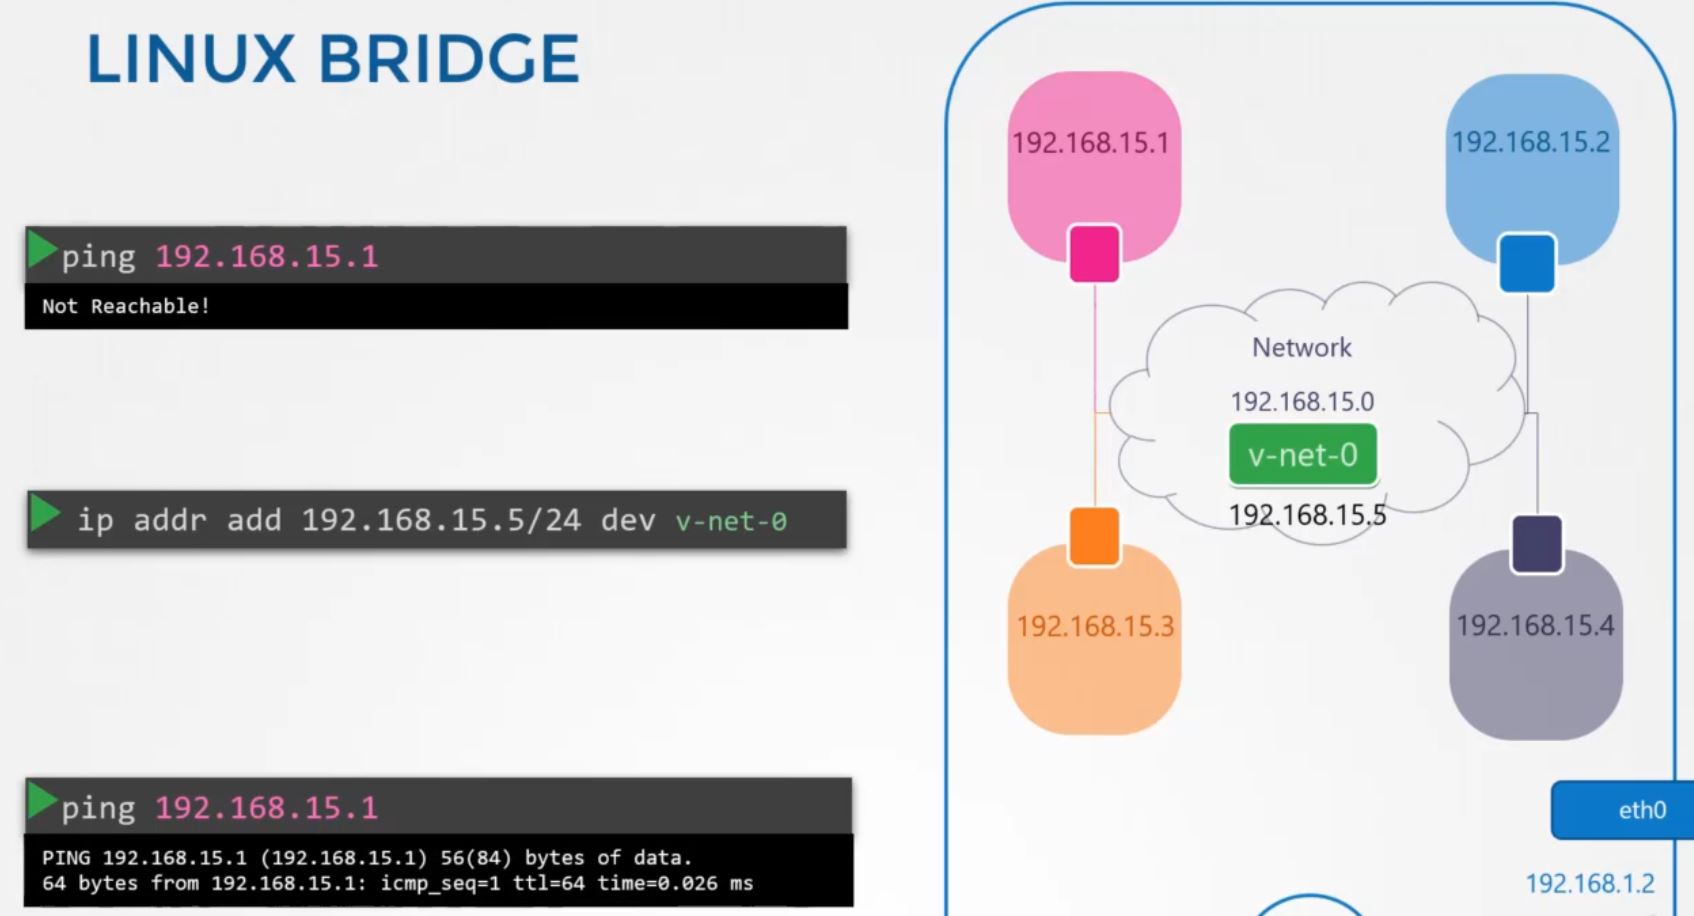 LINUX BRIDGE
ping 192.168.15.1
Not Reachable!
ip addr add 192.168.15.5/24 dev v-net-0
ping 192.168.15.1
PING 192.168.15.1 (192.168.15.1) 56(84) bytes of data.
64 bytes from 192.168.15.1: icmp_seq=1 ttl=64 time=0.026 ms
192.168.15.1
192.168.15.2
Network
192.168.15.0
v-net-0
192.168.15.5
192.168.15.3
192.168.15.4
eth0
192.168.1.2